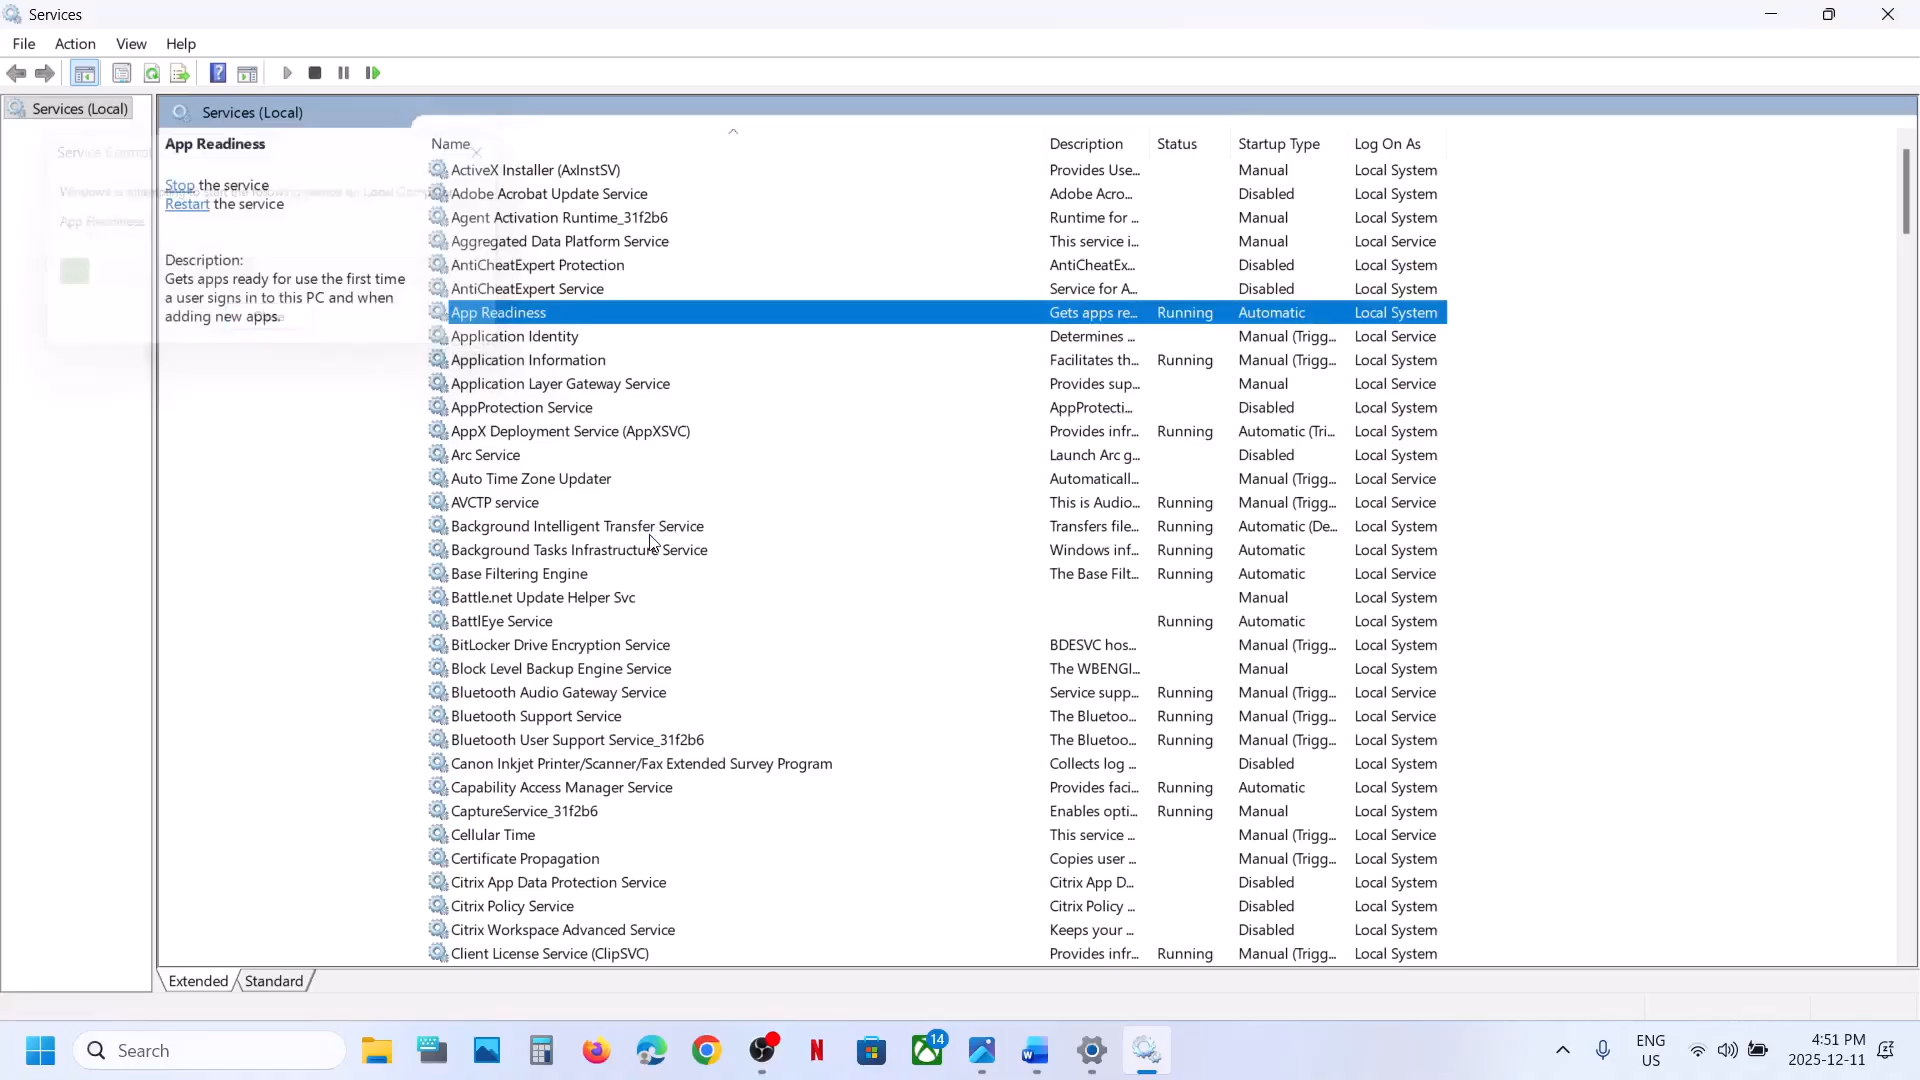 Services
File Action View Help
Services (Local)
Services (Local)
App Readiness
Stop the service
Restart the service
Description:
Gets apps ready for use the first time
a user signs in to this PC and when
adding new apps.
App Readiness
Name Description Status Startup Type Log On As
ActiveX Installer (AxInstSV) Provides Use... Manual Local System
Adobe Acrobat Update Service Adobe Acro... Disabled Local System
Agent Activation Runtime_31f2b6 Runtime for ... Manual Local System
Aggregated Data Platform Service This service i... Manual Local Service
AntiCheatExpert Protection AntiCheatEx... Disabled Local System
AntiCheatExpert Service Service for A... Disabled Local System
App Readiness Gets apps re... Running Automatic Local System
Application Identity Determines ... Manual (Trigg... Local Service
Application Information Facilitates th... Running Manual (Trigg... Local System
Application Layer Gateway Service Provides sup... Manual Local Service
AppProtection Service AppProtecti... Disabled Local System
AppX Deployment Service (AppXSVC) Provides infr... Running Automatic (Tri... Local System
Arc Service Launch Arc g... Disabled Local System
Auto Time Zone Updater Automaticall... Manual (Trigg... Local Service
AVCTP service This is Audio... Running Manual (Trigg... Local Service
Background Intelligent Transfer Service Transfers file... Running Automatic (De... Local System
Background Tasks Infrastructure Service Windows inf... Running Automatic Local System
Base Filtering Engine The Base Filt... Running Automatic Local Service
Battle.net Update Helper Svc Manual Local System
BattlEye Service Running Automatic Local System
BitLocker Drive Encryption Service BDESVC hos... Manual (Trigg... Local System
Block Level Backup Engine Service The WBENGI... Manual Local System
Bluetooth Audio Gateway Service Service supp... Running Manual (Trigg... Local Service
Bluetooth Support Service The Bluetoo... Running Manual (Trigg... Local Service
Bluetooth User Support Service_31f2b6 The Bluetoo... Running Manual (Trigg... Local System
Canon Inkjet Printer/Scanner/Fax Extended Survey Program Collects log ... Disabled Local System
Capability Access Manager Service Provides faci... Running Automatic Local System
CaptureService_31f2b6 Enables opti... Running Manual Local System
Cellular Time This service ... Manual (Trigg... Local Service
Certificate Propagation Copies user ... Manual (Trigg... Local System
Citrix App Data Protection Service Citrix App D... Disabled Local System
Citrix Policy Service Citrix Policy ... Disabled Local System
Citrix Workspace Advanced Service Keeps your ... Disabled Local System
Client License Service (ClipSVC) Provides infr... Running Manual (Trigg... Local System
Extended Standard
Search
14
ENG
US
4:51 PM
2025-12-11